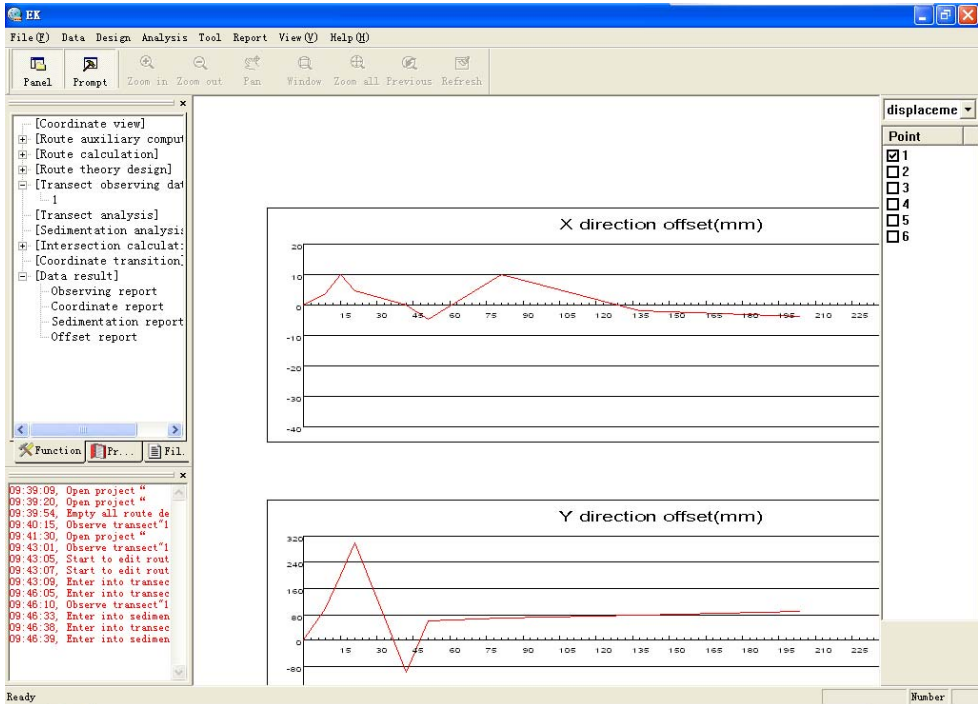 EK
File(F) Data Design Analysis Tool Report View(V) Help(H)
Panel Prompt Zoom in Zoom out Pan Window Zoom all Previous Refresh
[Coordinate view]
[Route auxiliary comput
[Route calculation]
[Route theory design]
[Transect observing dat
1
[Transect analysis]
[Sedimentation analysis
[Intersection calculat:
[Coordinate transition]
[Data result]
Observing report
Coordinate report
Sedimentation report
Offset report
Function Pr... Fil.
09:39:09, Open project "
09:39:20, Open project "
09:39:54, Empty all route de
09:40:15, Observe transect"1
09:41:30, Open project "
09:43:01, Observe transect"1
09:43:05, Start to edit rout
09:43:07, Start to edit rout
09:43:09, Enter into transec
09:46:05, Enter into transec
09:46:10, Observe transect"1
09:46:33, Enter into sedimen
09:46:38, Enter into transec
09:46:39, Enter into sedimen
X direction offset(mm)
20
10
0
15 30 45 60 75 90 105 120 135 150 165 180 195 210 225
-10
-20
-30
-40
Y direction offset(mm)
320
240
160
80
0
15 30 45 60 75 90 105 120 135 150 165 180 195 210 225
-80
displaceme
Point
1
2
3
4
5
6
Ready
Number